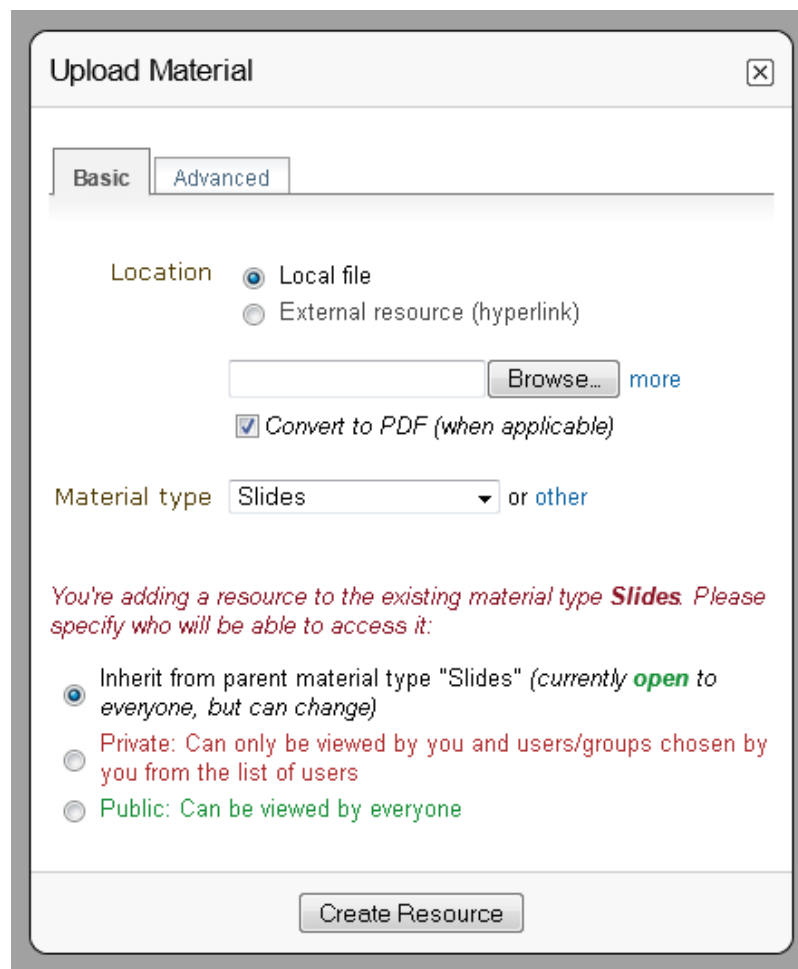 Upload Material
Basic Advanced
Location Local file
External resource (hyperlink)
Browse... more
Convert to PDF (when applicable)
Material type Slides or other
You're adding a resource to the existing material type Slides. Please
specify who will be able to access it:
Inherit from parent material type "Slides" (currently open to
everyone, but can change)
Private: Can only be viewed by you and users/groups chosen by
you from the list of users
Public: Can be viewed by everyone
Create Resource